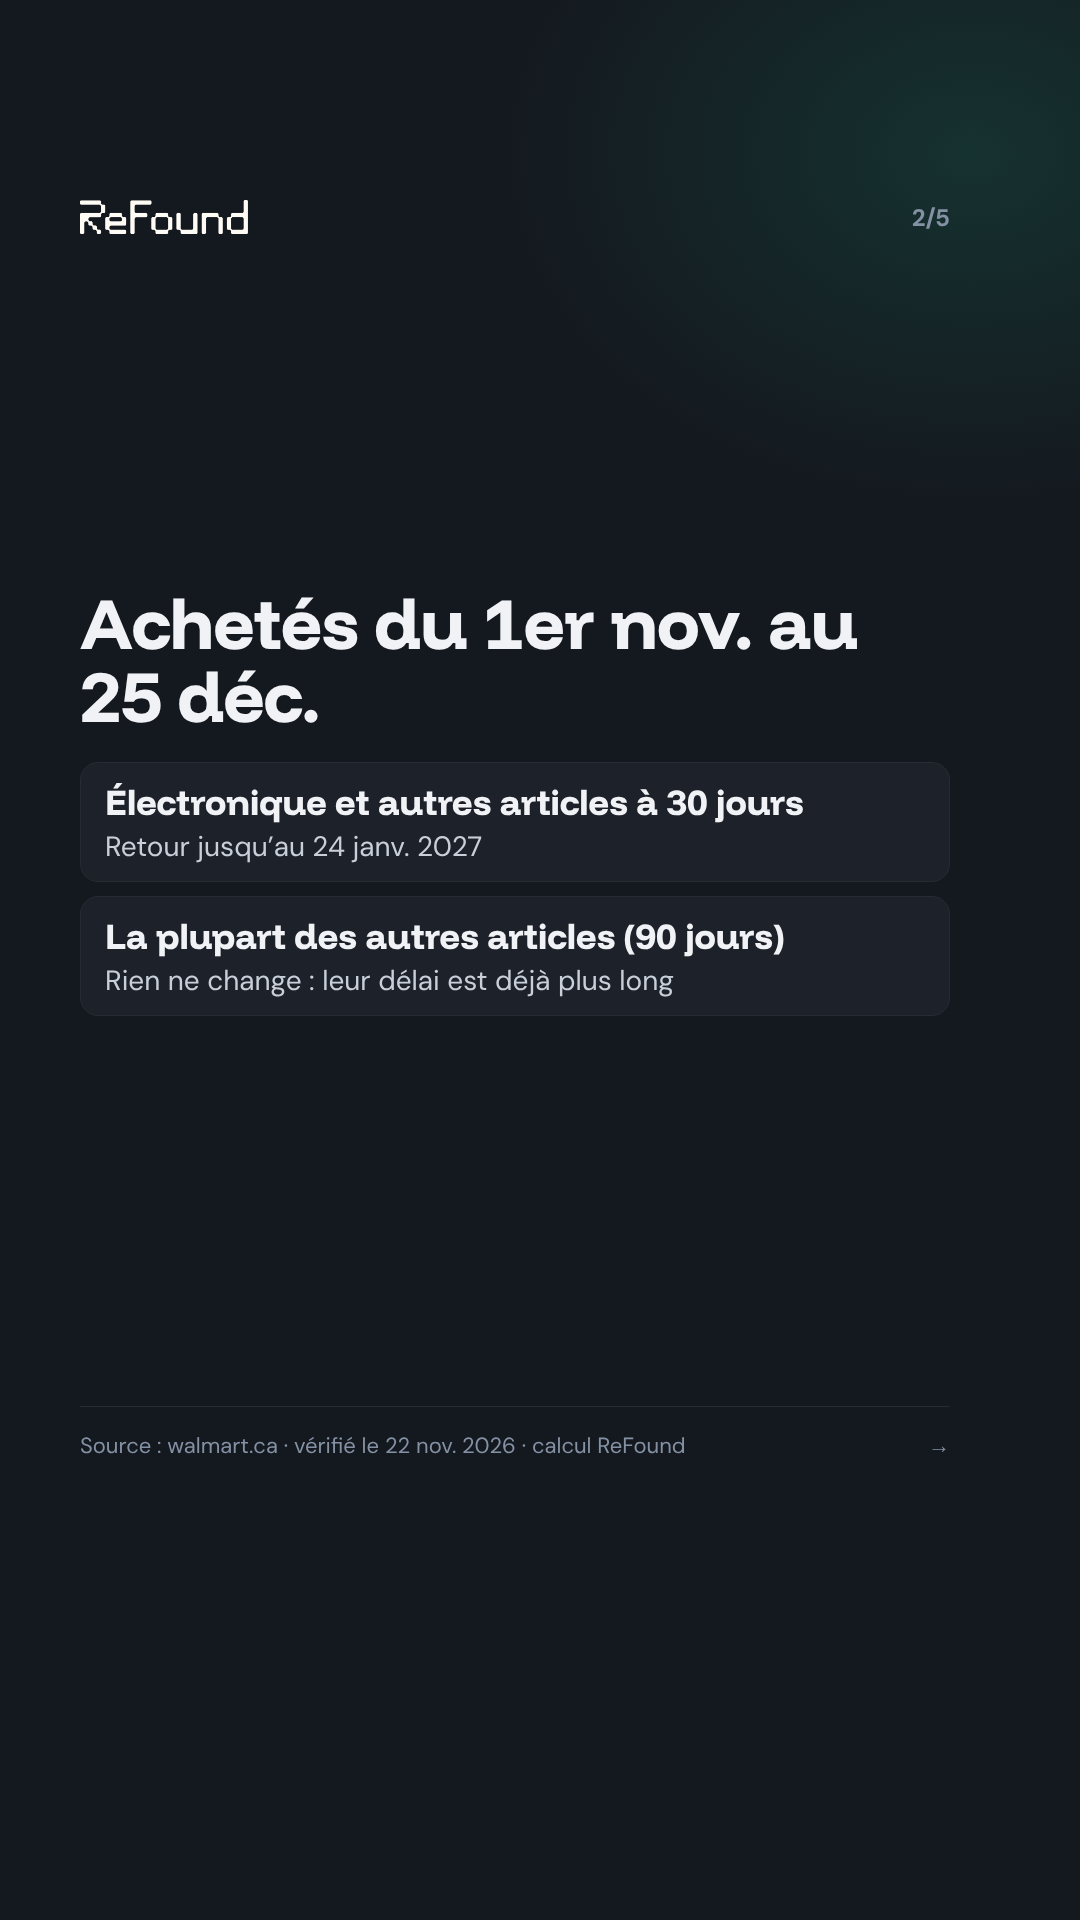 ReFound
2/5
Achetés du 1er nov. au
25 déc.
Électronique et autres articles à 30 jours
Retour jusqu’au 24 janv. 2027
La plupart des autres articles (90 jours)
Rien ne change : leur délai est déjà plus long
Source : walmart.ca · vérifié le 22 nov. 2026 · calcul ReFound →